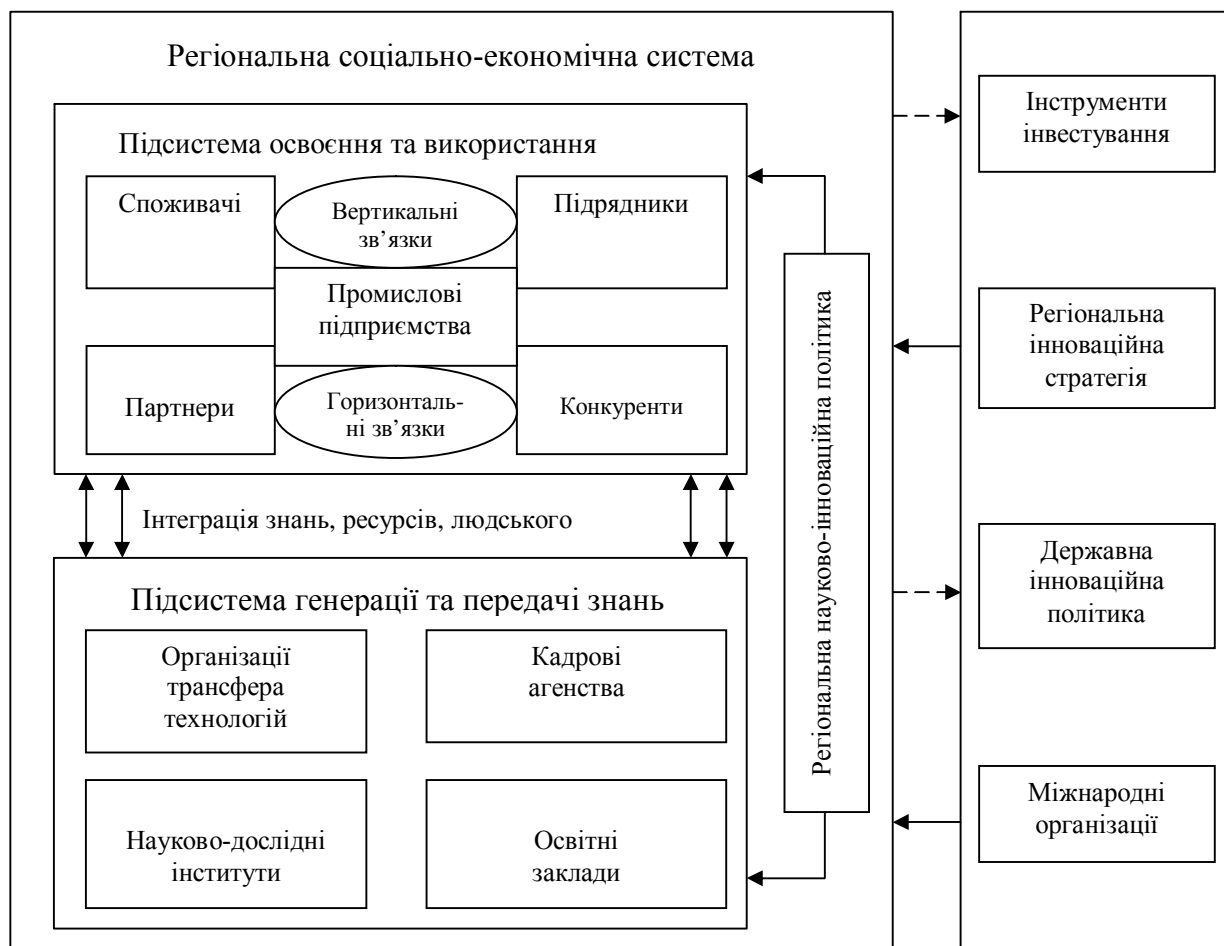 Регіональна соціально-економічна система
Підсистема освоєння та використання
Споживачі
Вертикальні
зв’язки
Підрядники
Промислові
підприємства
Партнери
Горизонталь-
ні зв’язки
Конкуренти
Інтеграція знань, ресурсів, людського
Підсистема генерації та передачі знань
Організації
трансфера
технологій
Кадрові
агенства
Науково-дослідні
інститути
Освітні
заклади
Регіональна науково-інноваційна політика
Інструменти
інвестування
Регіональна
інноваційна
стратегія
Державна
інноваційна
політика
Міжнародні
організації